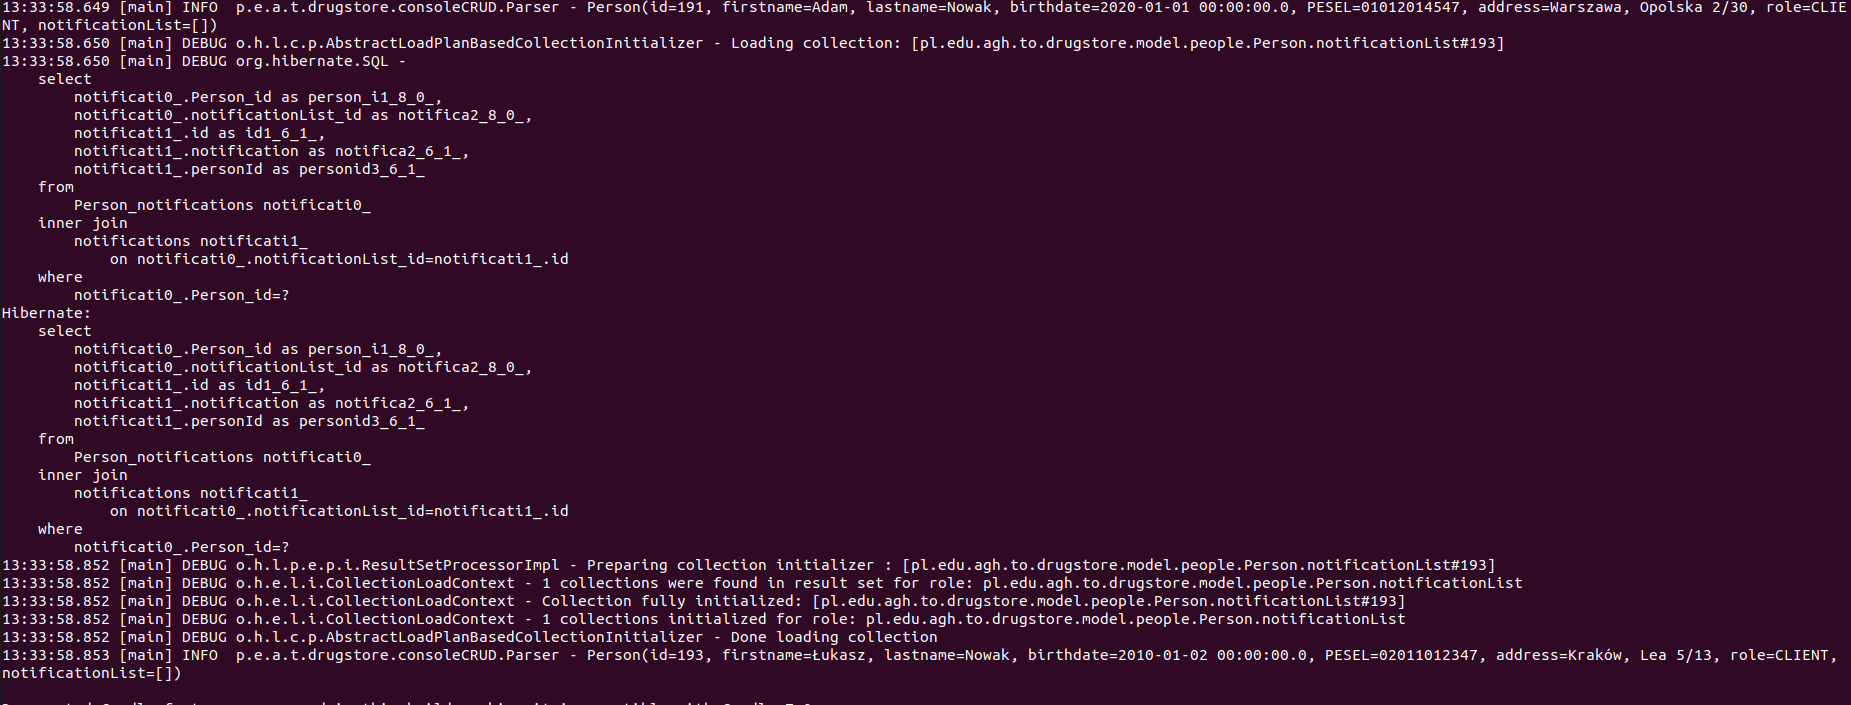 13:33:58.649 [main] INFO  p.e.a.t.drugstore.consoleCRUD.Parser - Person(id=191, firstname=Adam, lastname=Nowak, birthdate=2020-01-01 00:00:00.0, PESEL=01012014547, address=Warszawa, Opolska 2/30, role=CLIE
NT, notificationList=[])
13:33:58.650 [main] DEBUG o.h.l.c.p.AbstractLoadPlanBasedCollectionInitializer - Loading collection: [pl.edu.agh.to.drugstore.model.people.Person.notificationList#193]
13:33:58.650 [main] DEBUG org.hibernate.SQL -
    select
        notificati0_.Person_id as person_i1_8_0_,
        notificati0_.notificationList_id as notifica2_8_0_,
        notificati1_.id as id1_6_1_,
        notificati1_.notification as notifica2_6_1_,
        notificati1_.personId as personid3_6_1_
    from
        Person_notifications notificati0_
    inner join
        notifications notificati1_
            on notificati0_.notificationList_id=notificati1_.id
    where
        notificati0_.Person_id=?
Hibernate:
    select
        notificati0_.Person_id as person_i1_8_0_,
        notificati0_.notificationList_id as notifica2_8_0_,
        notificati1_.id as id1_6_1_,
        notificati1_.notification as notifica2_6_1_,
        notificati1_.personId as personid3_6_1_
    from
        Person_notifications notificati0_
    inner join
        notifications notificati1_
            on notificati0_.notificationList_id=notificati1_.id
    where
        notificati0_.Person_id=?
13:33:58.852 [main] DEBUG o.h.l.p.e.p.i.ResultSetProcessorImpl - Preparing collection initializer : [pl.edu.agh.to.drugstore.model.people.Person.notificationList#193]
13:33:58.852 [main] DEBUG o.h.e.l.i.CollectionLoadContext - 1 collections were found in result set for role: pl.edu.agh.to.drugstore.model.people.Person.notificationList
13:33:58.852 [main] DEBUG o.h.e.l.i.CollectionLoadContext - Collection fully initialized: [pl.edu.agh.to.drugstore.model.people.Person.notificationList#193]
13:33:58.852 [main] DEBUG o.h.e.l.i.CollectionLoadContext - 1 collections initialized for role: pl.edu.agh.to.drugstore.model.people.Person.notificationList
13:33:58.852 [main] DEBUG o.h.l.c.p.AbstractLoadPlanBasedCollectionInitializer - Done loading collection
13:33:58.853 [main] INFO  p.e.a.t.drugstore.consoleCRUD.Parser - Person(id=193, firstname=Łukasz, lastname=Nowak, birthdate=2010-01-02 00:00:00.0, PESEL=02011012347, address=Kraków, Lea 5/13, role=CLIENT,
notificationList=[])